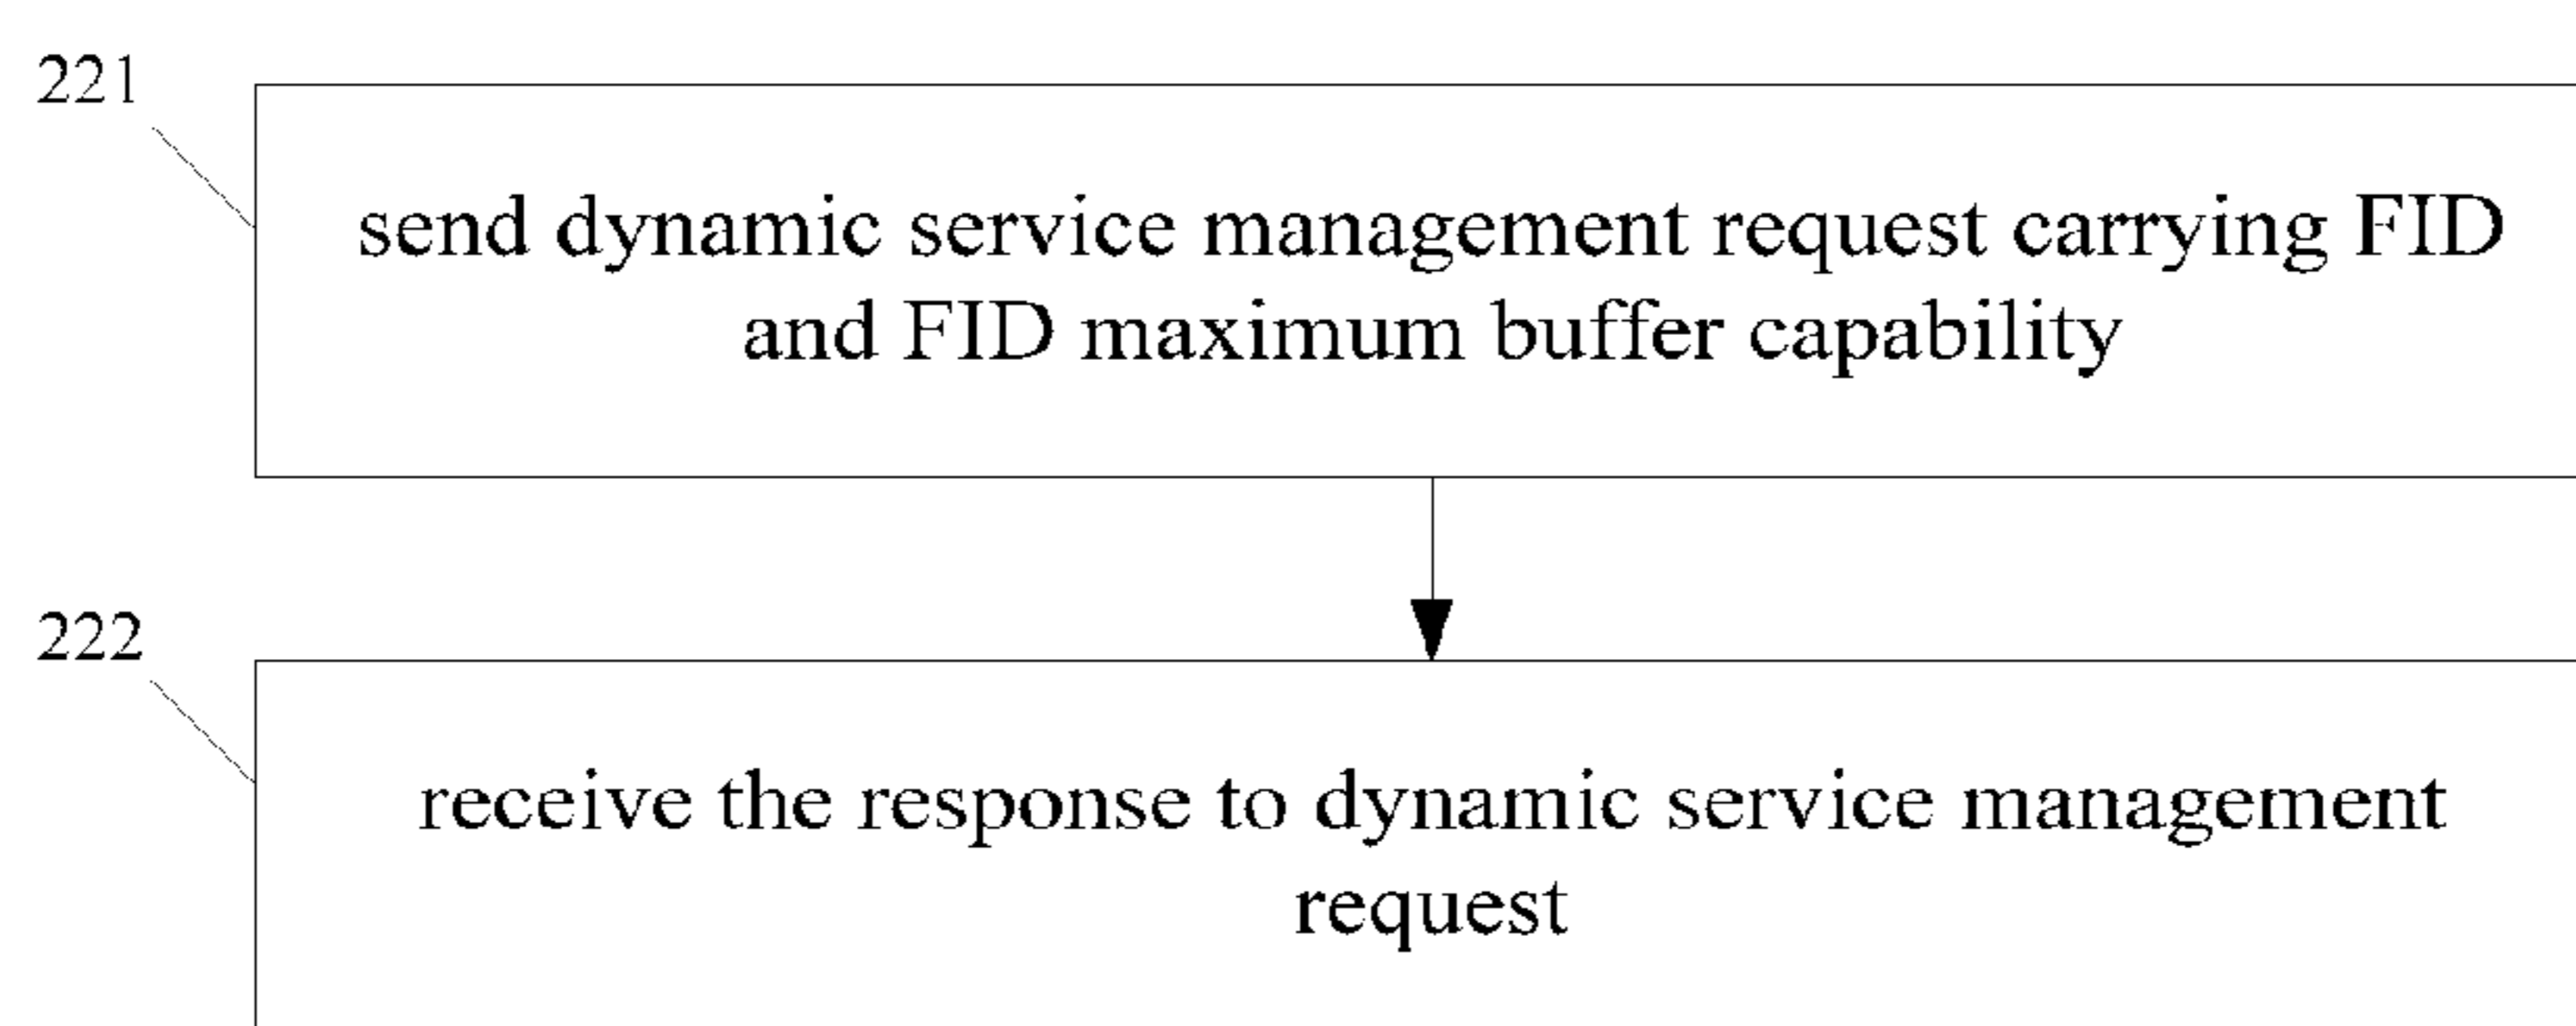 221
send dynamic service management request carrying FID
and FID maximum buffer capability
222
receive the response to dynamic service management
request